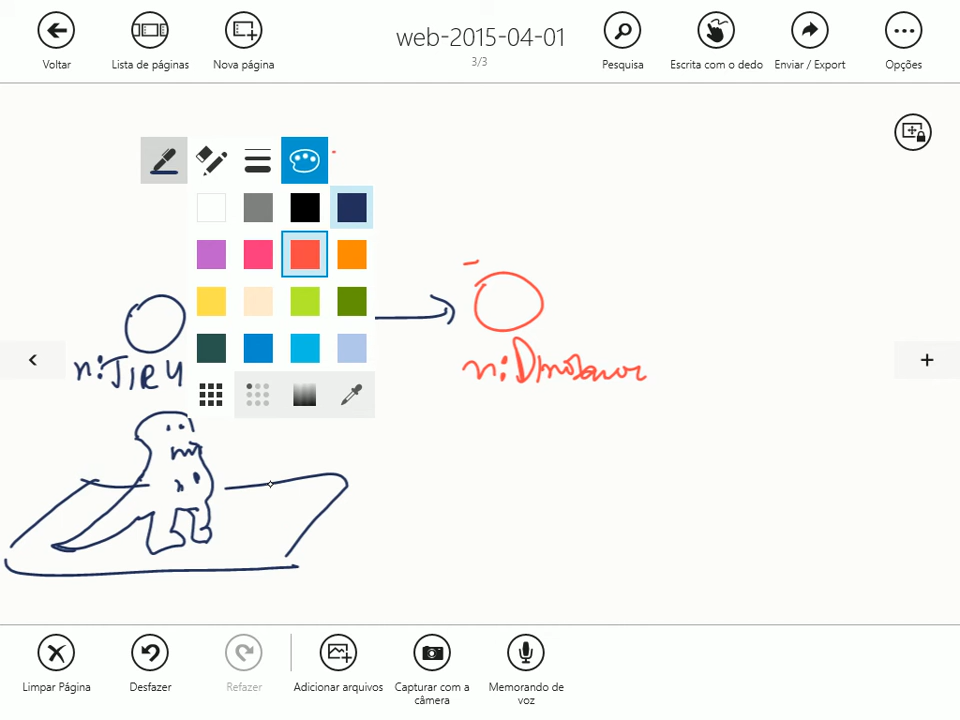 web-2015-04-01
3/3
Voltar
Lista de páginas
Nova página
Pesquisa
Escrita com o dedo
Enviar / Export
Opções
n:Dinosauor
Limpar Página
Desfazer
Refazer
Adicionar arquivos
Capturar com a
câmera
Memorando de
voz